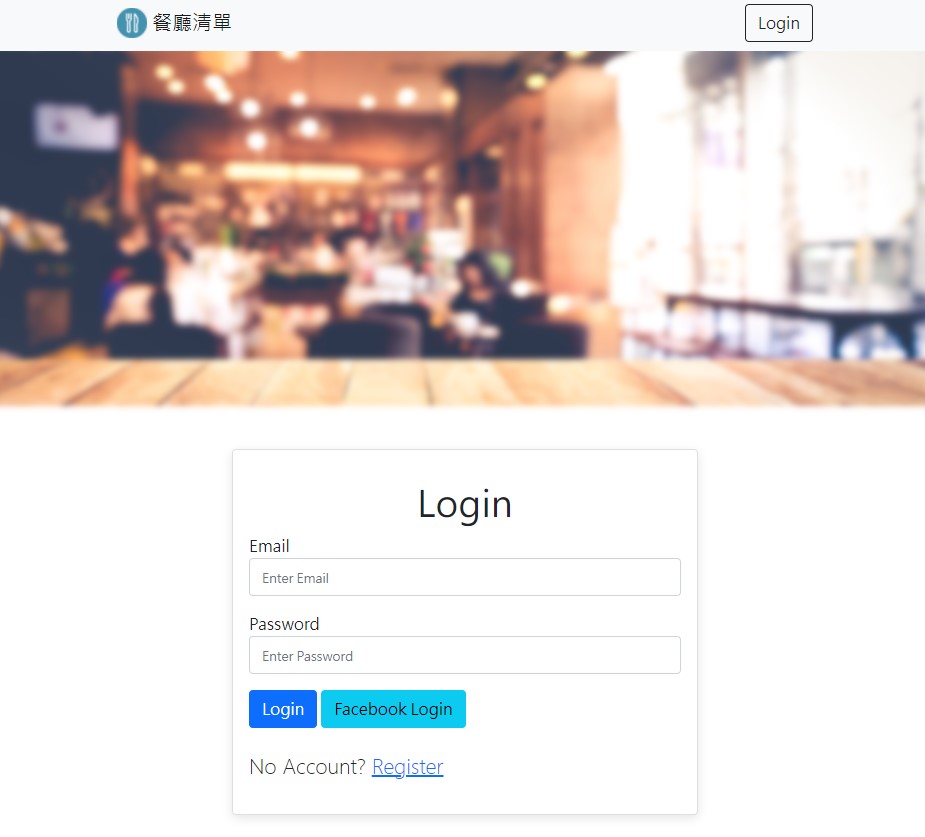 餐廳清單
Login
Login
Email
Enter Email
Password
Enter Password
Login Facebook Login
No Account? Register